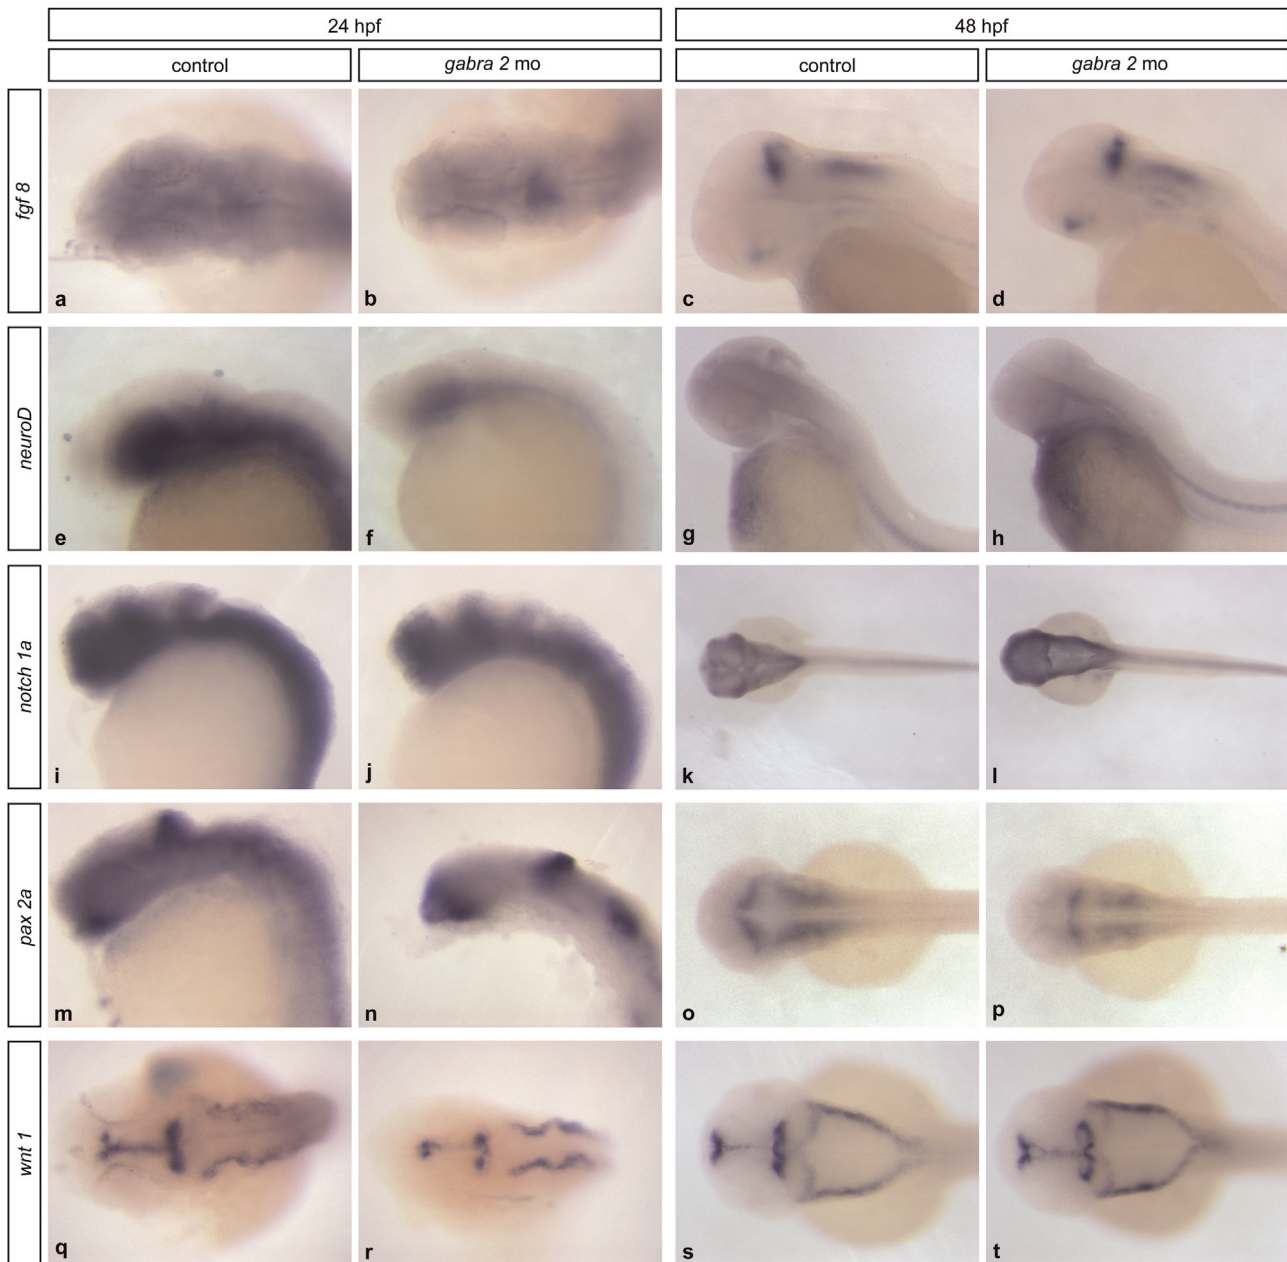 24 hpf
48 hpf
control
gabra 2 mo
control
gabra 2 mo
fgf 8
a
b
c
d
neuroD
e
f
g
h
notch 1a
i
j
k
l
pax 2a
m
n
o
p
wnt 1
q
r
s
t